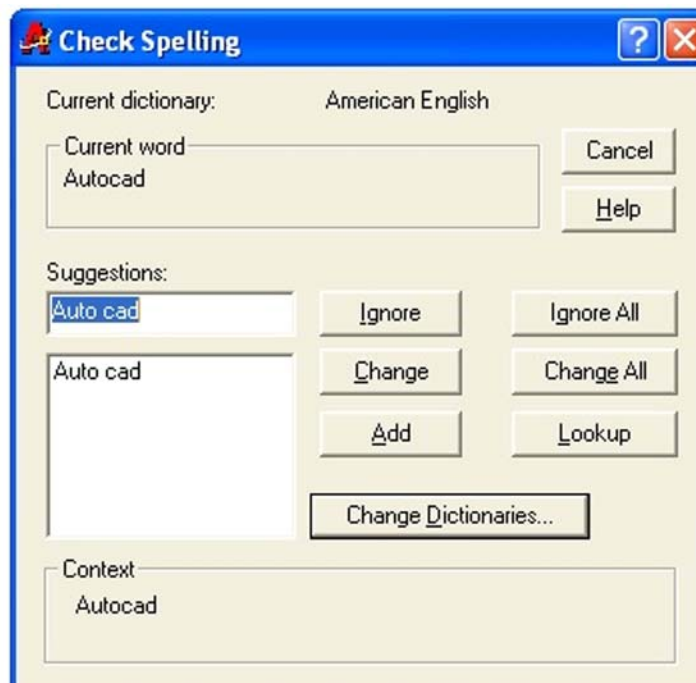 Check Spelling
?
Current dictionary: American English
Current word
Autocad
Cancel
Help
Suggestions:
Auto cad
Ignore
Ignore All
Auto cad
Change
Change All
Add
Lookup
Change Dictionaries...
Context
Autocad